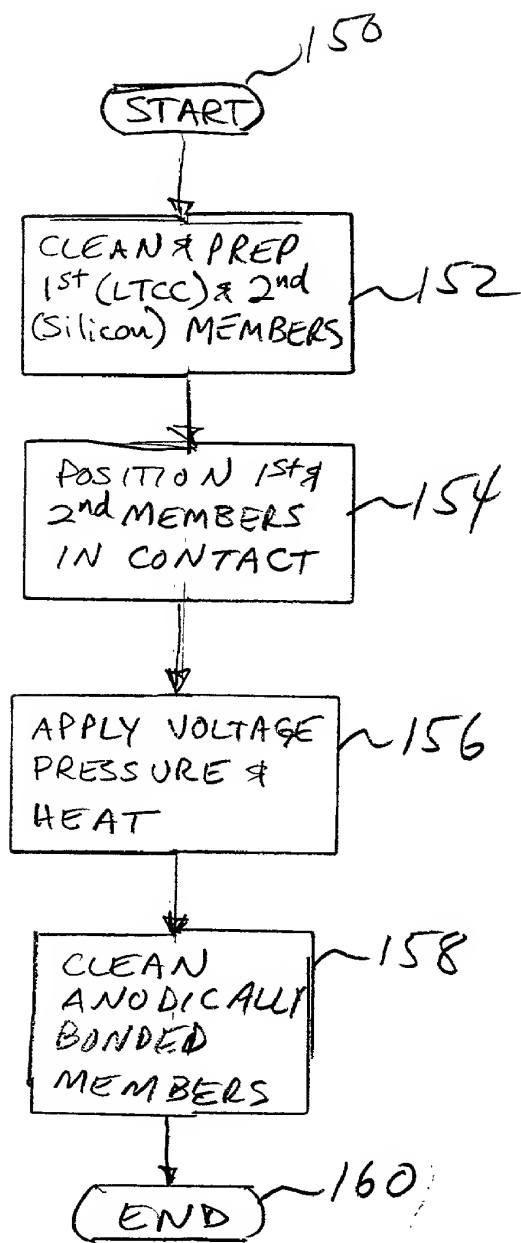 150
START
CLEAN & PREP
1st (LTCC) & 2nd
(Silicon) MEMBERS
152
POSITION 1st &
2nd MEMBERS
IN CONTACT
154
APPLY VOLTAGE
PRESSURE &
HEAT
156
CLEAN
ANODICALLY
BONDED
MEMBERS
158
160
END